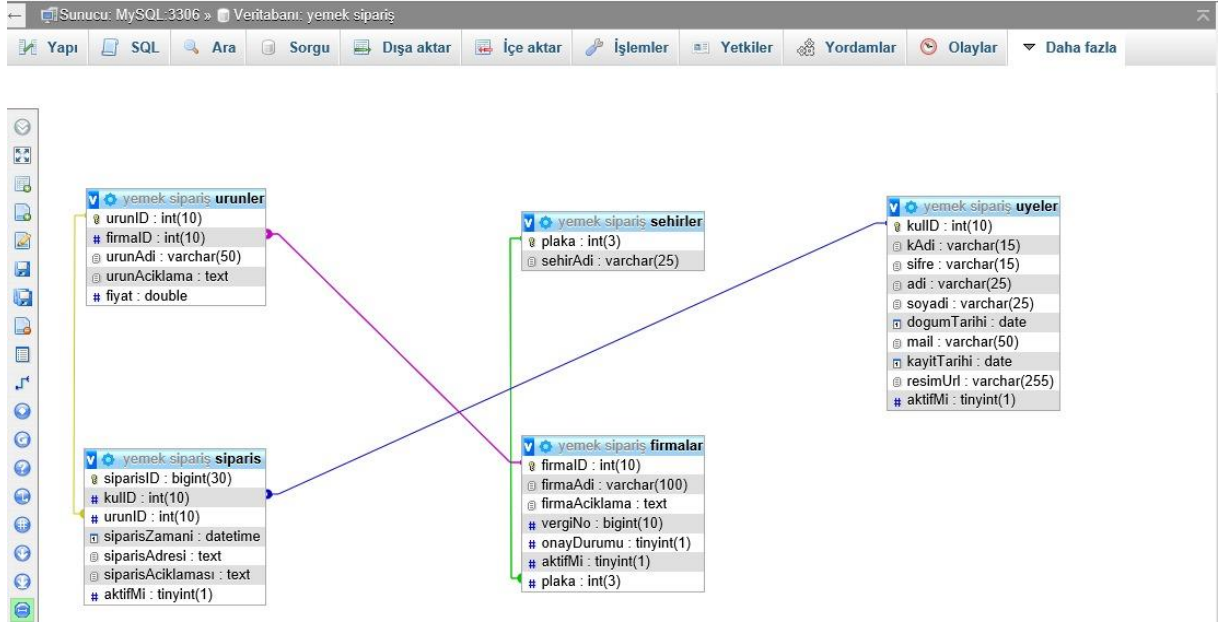 Sunucu: MySQL:3306 » Veritabanı: yemek sipariş
Yapı SQL Ara Sorgu Dışa aktar İçe aktar İşlemler Yetkiler Yordamlar Olaylar Daha fazla
yemek sipariş urunler
urunID : int(10)
firmaID : int(10)
urunAdi : varchar(50)
urunAciklama : text
fiyat : double
yemek sipariş sehirler
plaka : int(3)
sehirAdi : varchar(25)
yemek sipariş uyeler
kullD : int(10)
kAdi : varchar(15)
sifre : varchar(15)
adi : varchar(25)
soyadi : varchar(25)
dogumTarihi : date
mail : varchar(50)
kayitTarihi : date
resimUrl : varchar(255)
aktifMi : tinyint(1)
yemek sipariş siparis
siparisID : bigint(30)
kullD : int(10)
urunID : int(10)
siparisZamani : datetime
siparisAdresi : text
siparisAciklaması : text
aktifMi : tinyint(1)
yemek sipariş firmalar
firmaID : int(10)
firmaAdi : varchar(100)
firmaAciklama : text
vergiNo : bigint(10)
onayDurumu : tinyint(1)
aktifMi : tinyint(1)
plaka : int(3)